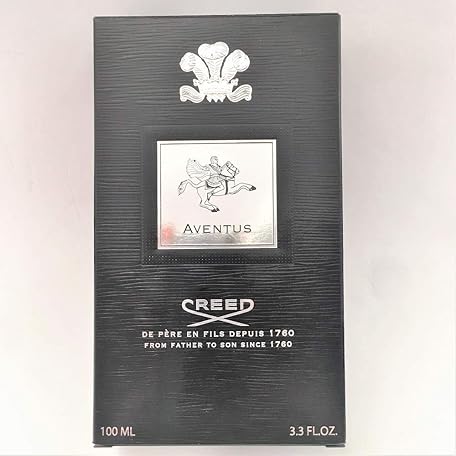 AVENTUS
CREED
DE PÈRE EN FILS DEPUIS 1760
FROM FATHER TO SON SINCE 1760
100 ML 3.3 FL.OZ.